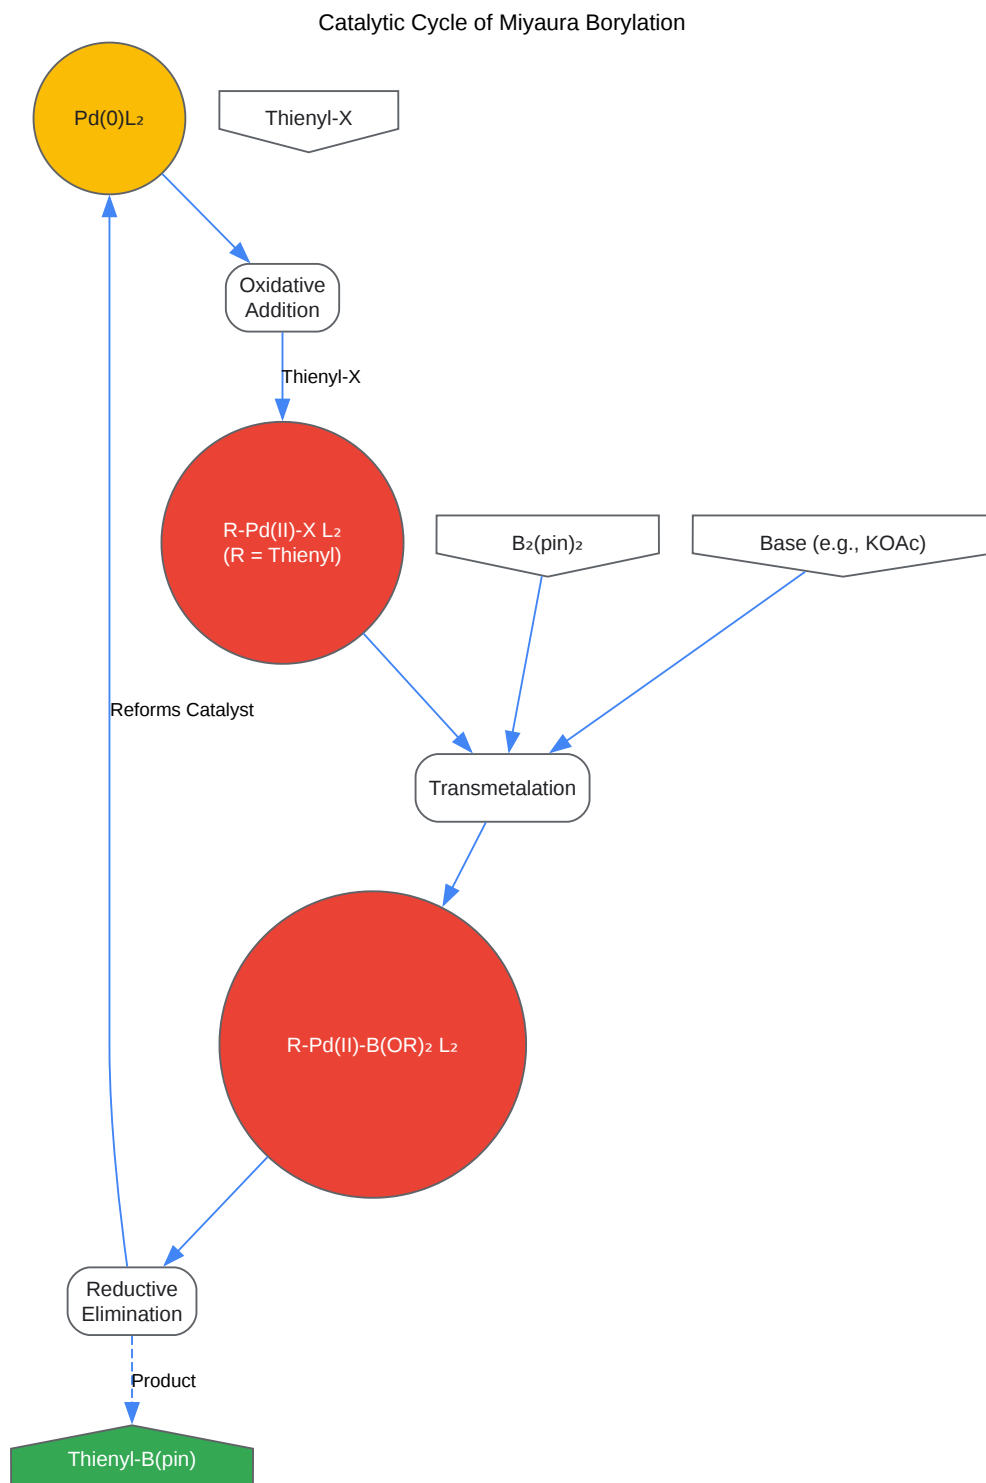 Catalytic Cycle of Miyaura Borylation
Pd(0)L₂
Thienyl-X
Oxidative
Addition
Thienyl-X
R-Pd(II)-X L₂
(R = Thienyl)
B₂(pin)₂
Base (e.g., KOAc)
Reforms Catalyst
Transmetalation
R-Pd(II)-B(OR)₂ L₂
Reductive
Elimination
Product
Thienyl-B(pin)